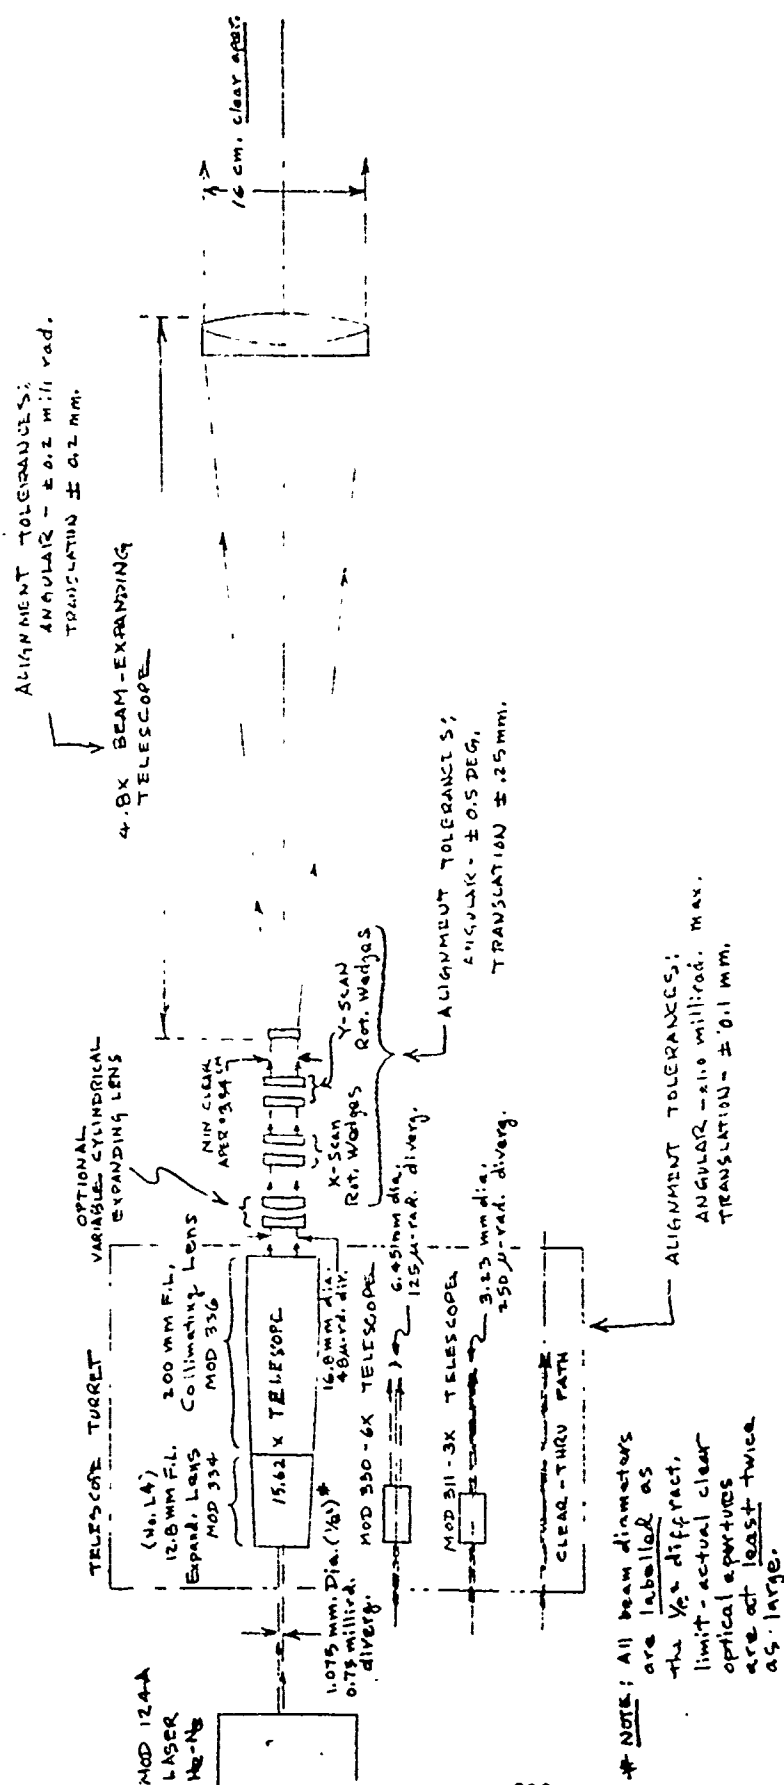 MOD 124A
LASER
He-Ne
1.075 mm. Dia. (1/e²)*
0.75 millird.
diverg.
TELESCOPE TURRET
(No. L4)
12.8 MM F.L.
Expand. Lens
MOD 334
200 MM F.L.
Collimating Lens
MOD 336
15.62 X TELESCOPE
16.8 mm dia.
48 μ-rd. div.
MOD 330 - 6X TELESCOPE
6.45 mm dia.
125 μ-rad. diverg.
MOD 311 - 3X TELESCOPE
3.23 mm dia.
250 μ-rad. diverg.
CLEAR - THRU PATH
OPTIONAL
VARIABLE CYLINDRICAL
EXPANDING LENS
MIN CLEAR
APER
X-Scan
Rot. Wedges
Y-SCAN
Rot. Wedges
ALIGNMENT TOLERANCES:
ANGULAR - ± 0.5 DEG.
TRANSLATION ± .25 mm.
ALIGNMENT TOLERANCES:
ANGULAR - ±1.0 millirad. max.
TRANSLATION - ± 0.1 mm.
4.8X BEAM-EXPANDING
TELESCOPE
ALIGNMENT TOLERANCES:
ANGULAR - ± 0.2 milli rad.
TRANSLATION ± 0.2 mm.
16 cm. clear aper.
* NOTE: All beam diameters
are labelled as
the 1/e² diffract.
limit - actual clear
optical apertures
are at least twice
as large.